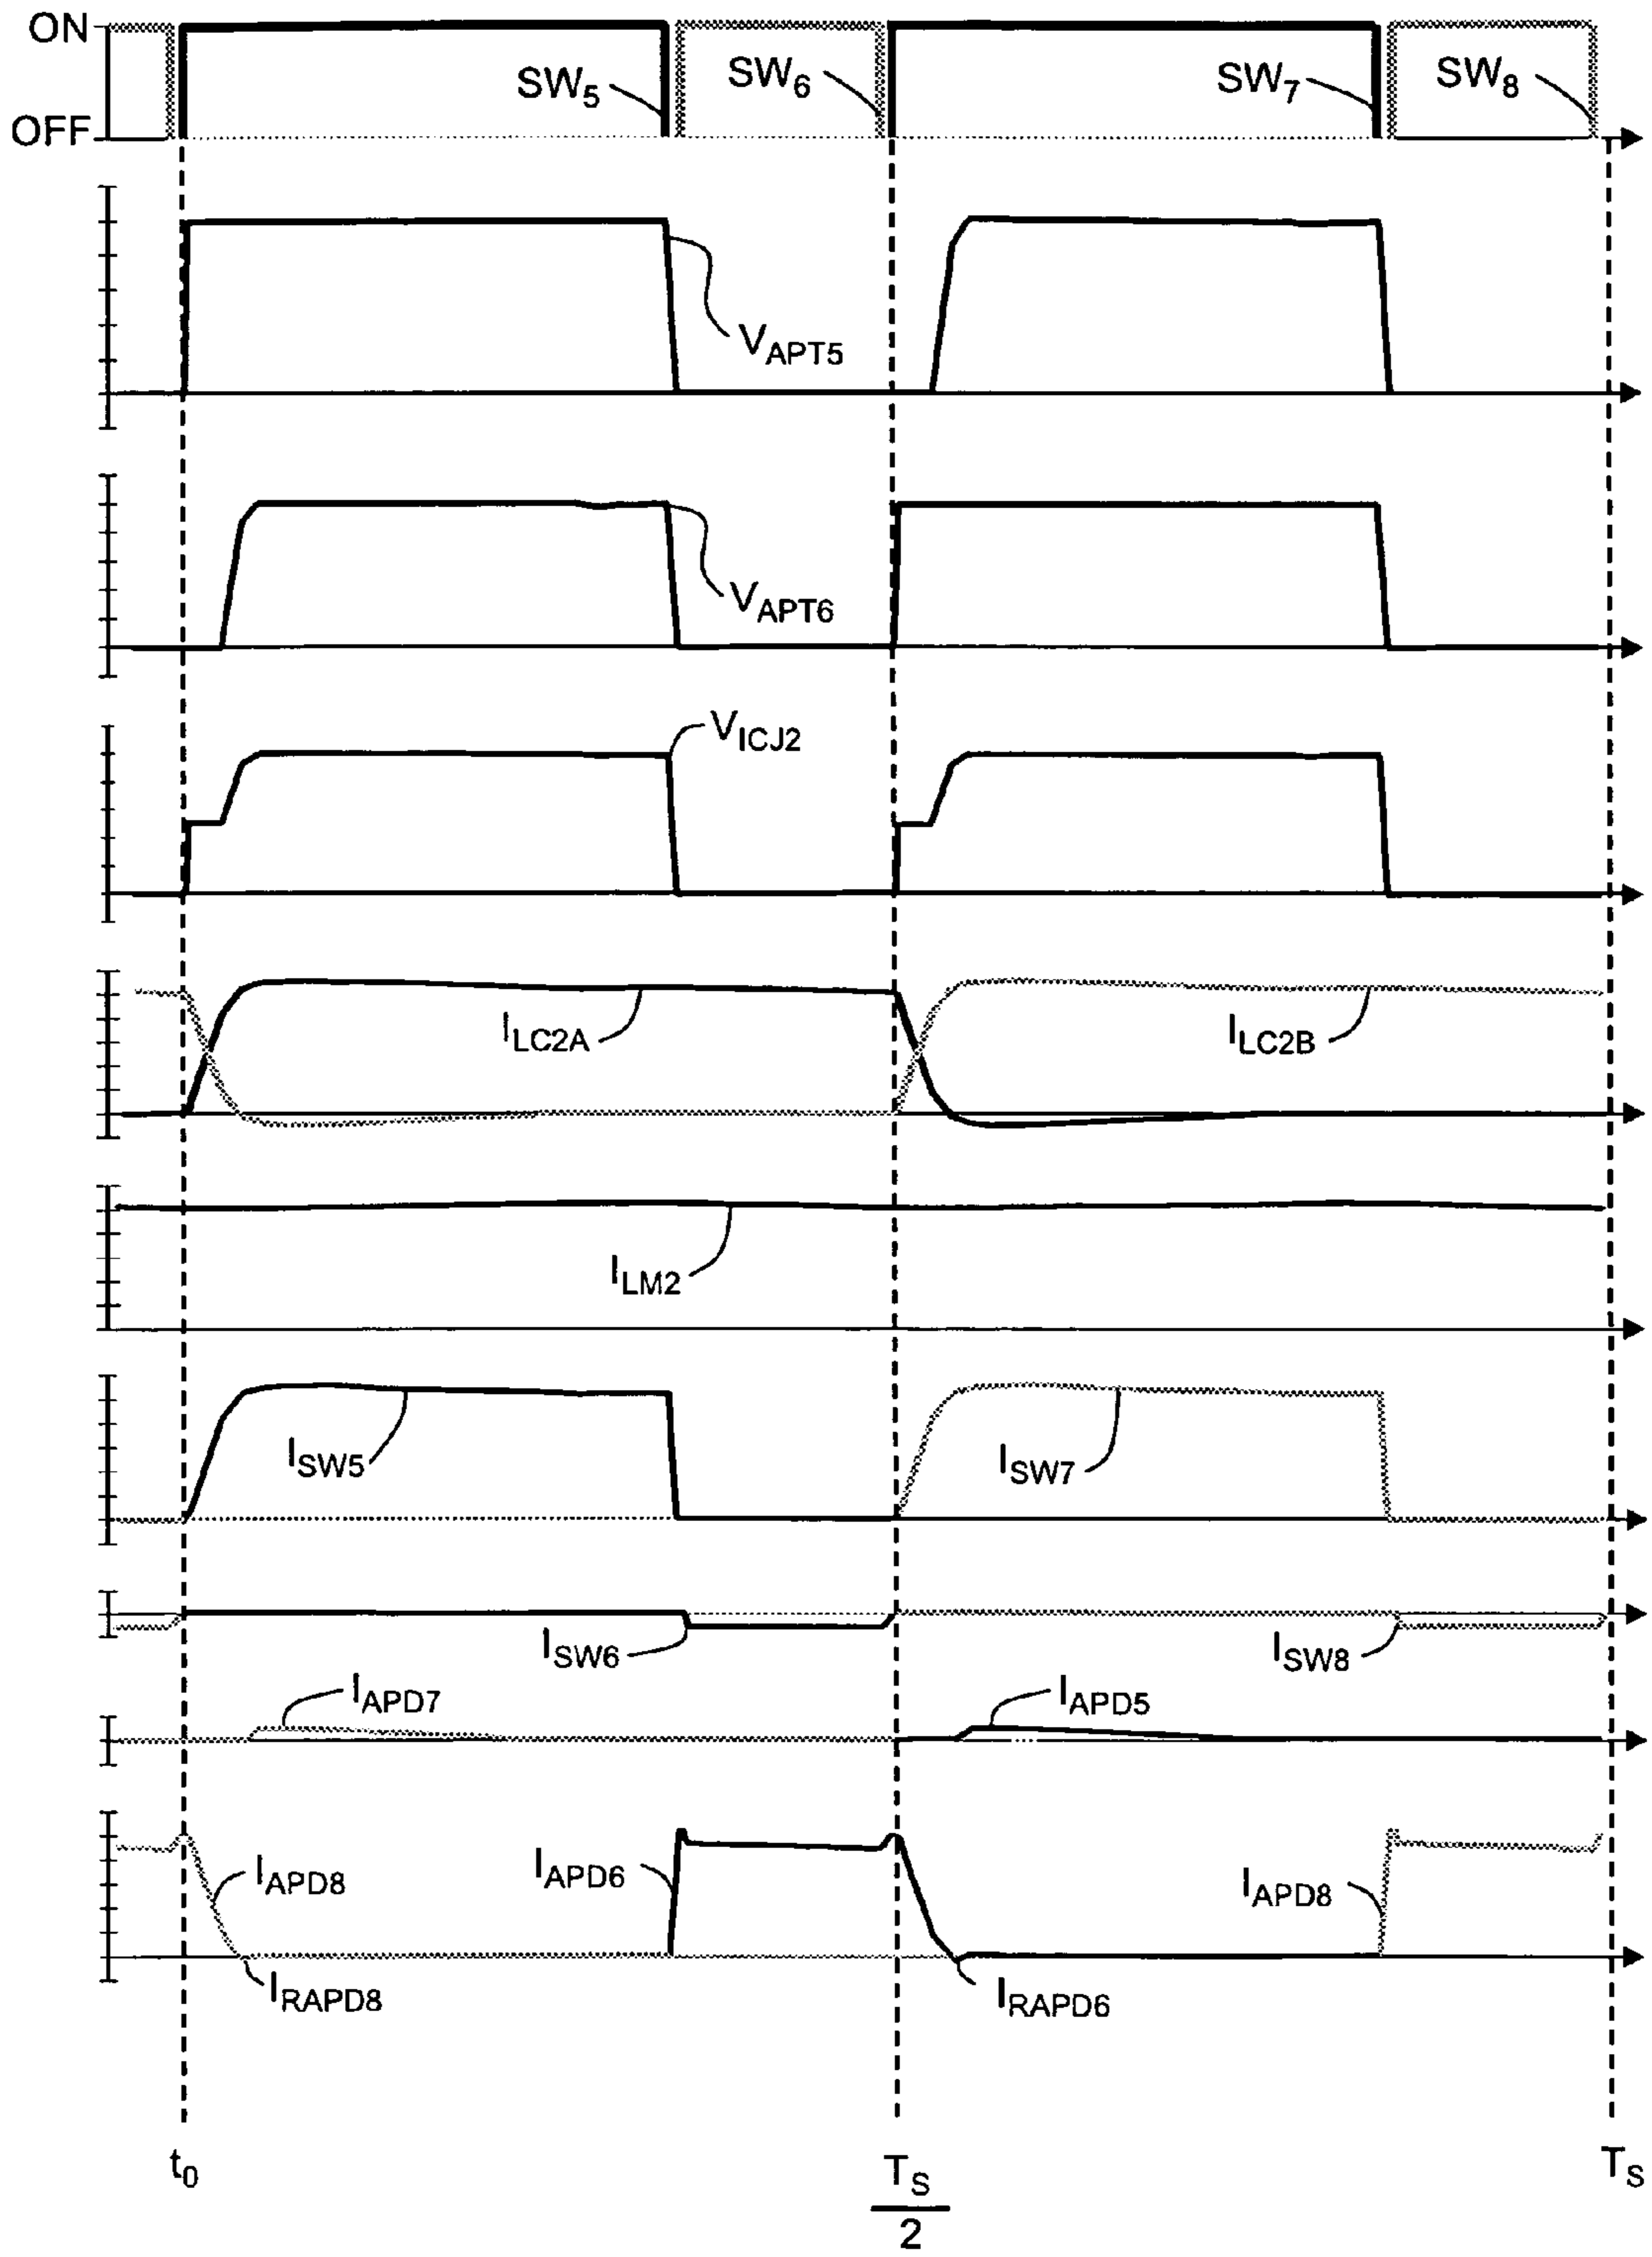 ON
OFF
SW5
SW6
SW7
SW8
VAPT5
VAPT6
VICJ2
ILC2A
ILC2B
ILM2
ISW5
ISW7
ISW6
ISW8
IAPD7
IAPD5
IAPD8
IAPD6
IAPD8
IRAPD8
IRAPD6
t0
TS
2
TS